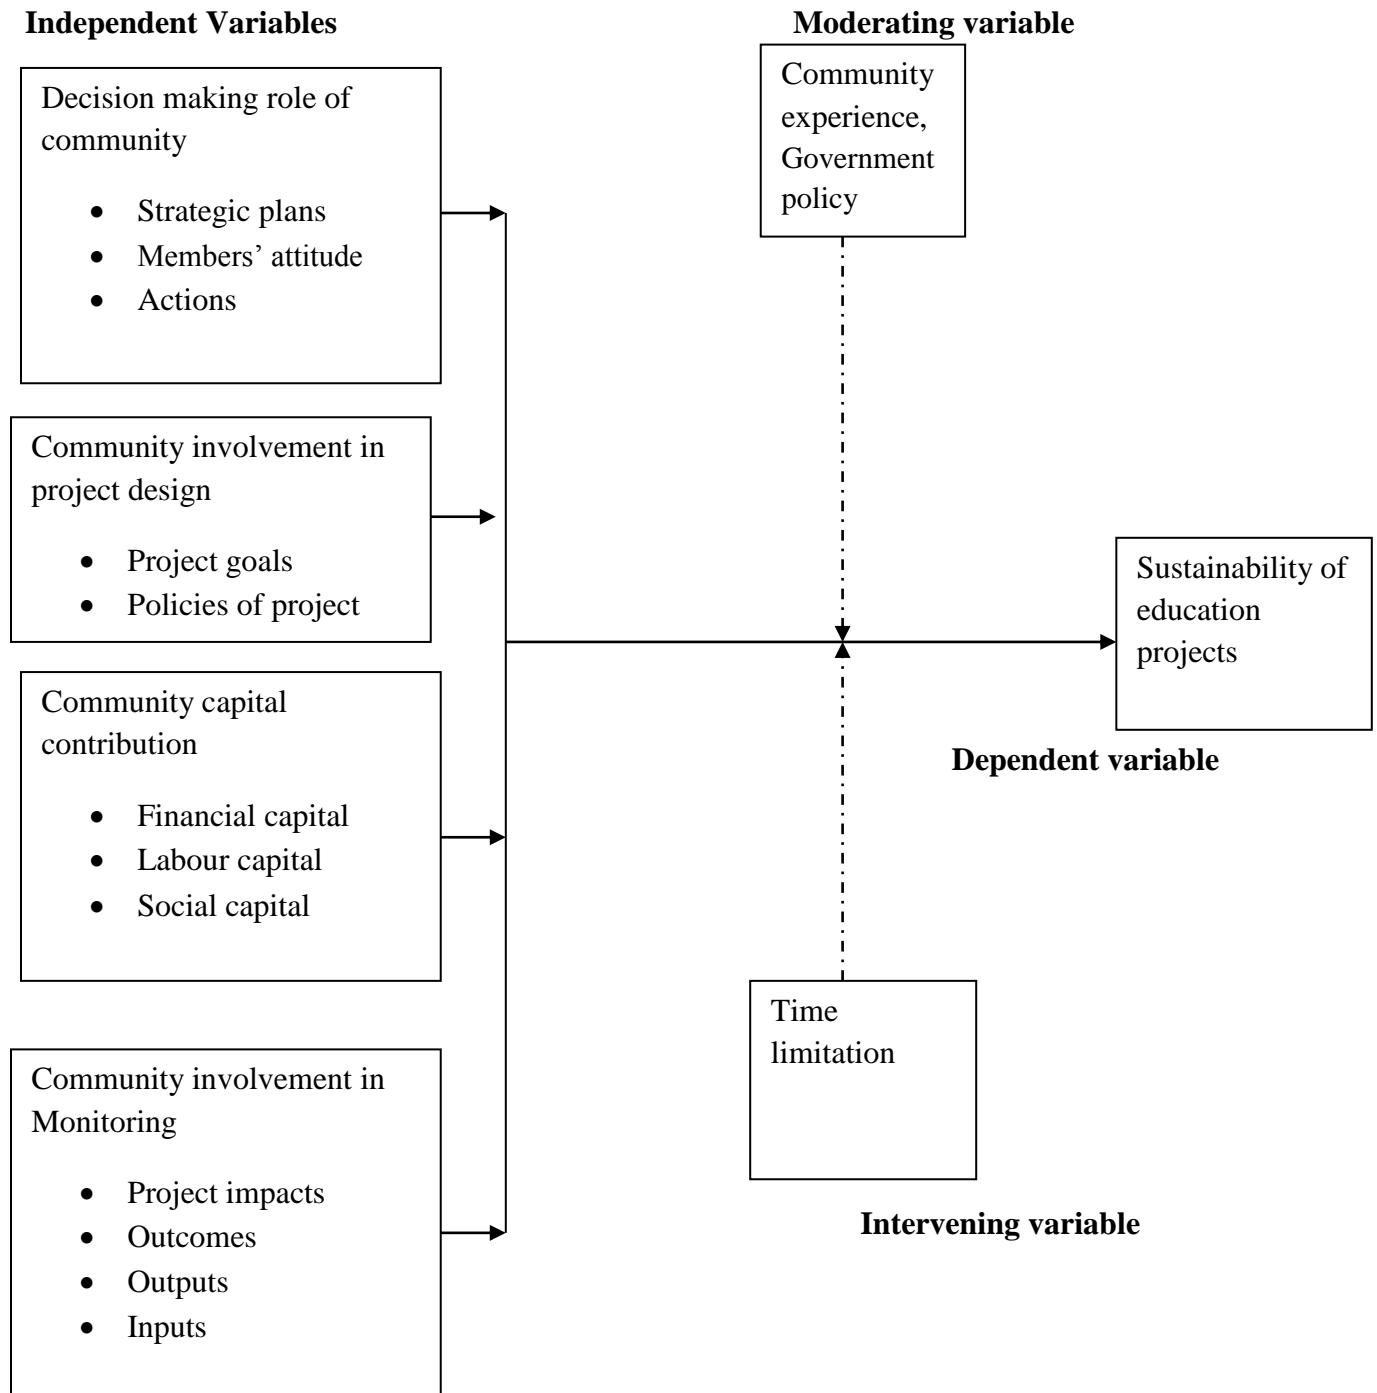 Independent Variables
Decision making role of
community
• Strategic plans
• Members’ attitude
• Actions
Community involvement in
project design
• Project goals
• Policies of project
Community capital
contribution
• Financial capital
• Labour capital
• Social capital
Community involvement in
Monitoring
• Project impacts
• Outcomes
• Outputs
• Inputs
Moderating variable
Community
experience,
Government
policy
Sustainability of
education
projects
Dependent variable
Time
limitation
Intervening variable